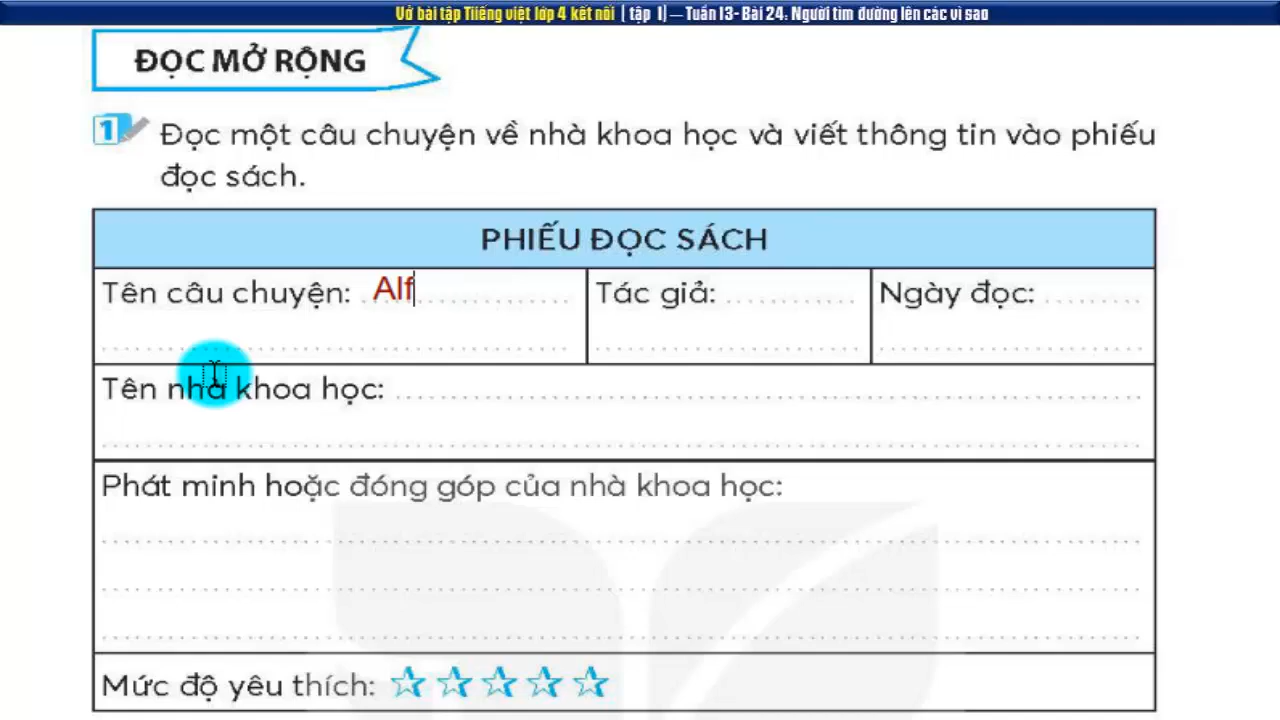 Vở bài tập Tiiếng việt lớp 4 kết nối ( tập 1) – Tuần 13- Bài 24: Người tìm đường lên các vì sao
ĐỌC MỞ RỘNG
1 Đọc một câu chuyện về nhà khoa học và viết thông tin vào phiếu
đọc sách.
PHIẾU ĐỌC SÁCH
Tên câu chuyện: Alf
Tác giả:
Ngày đọc:
Tên nhà khoa học:
Phát minh hoặc đóng góp của nhà khoa học:
Mức độ yêu thích: